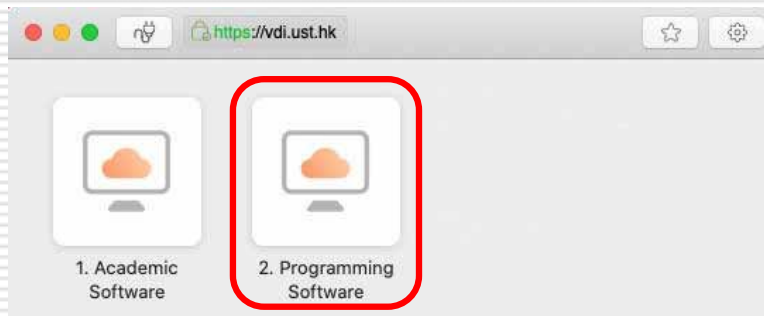 https://vdi.ust.hk
1. Academic
Software
2. Programming
Software